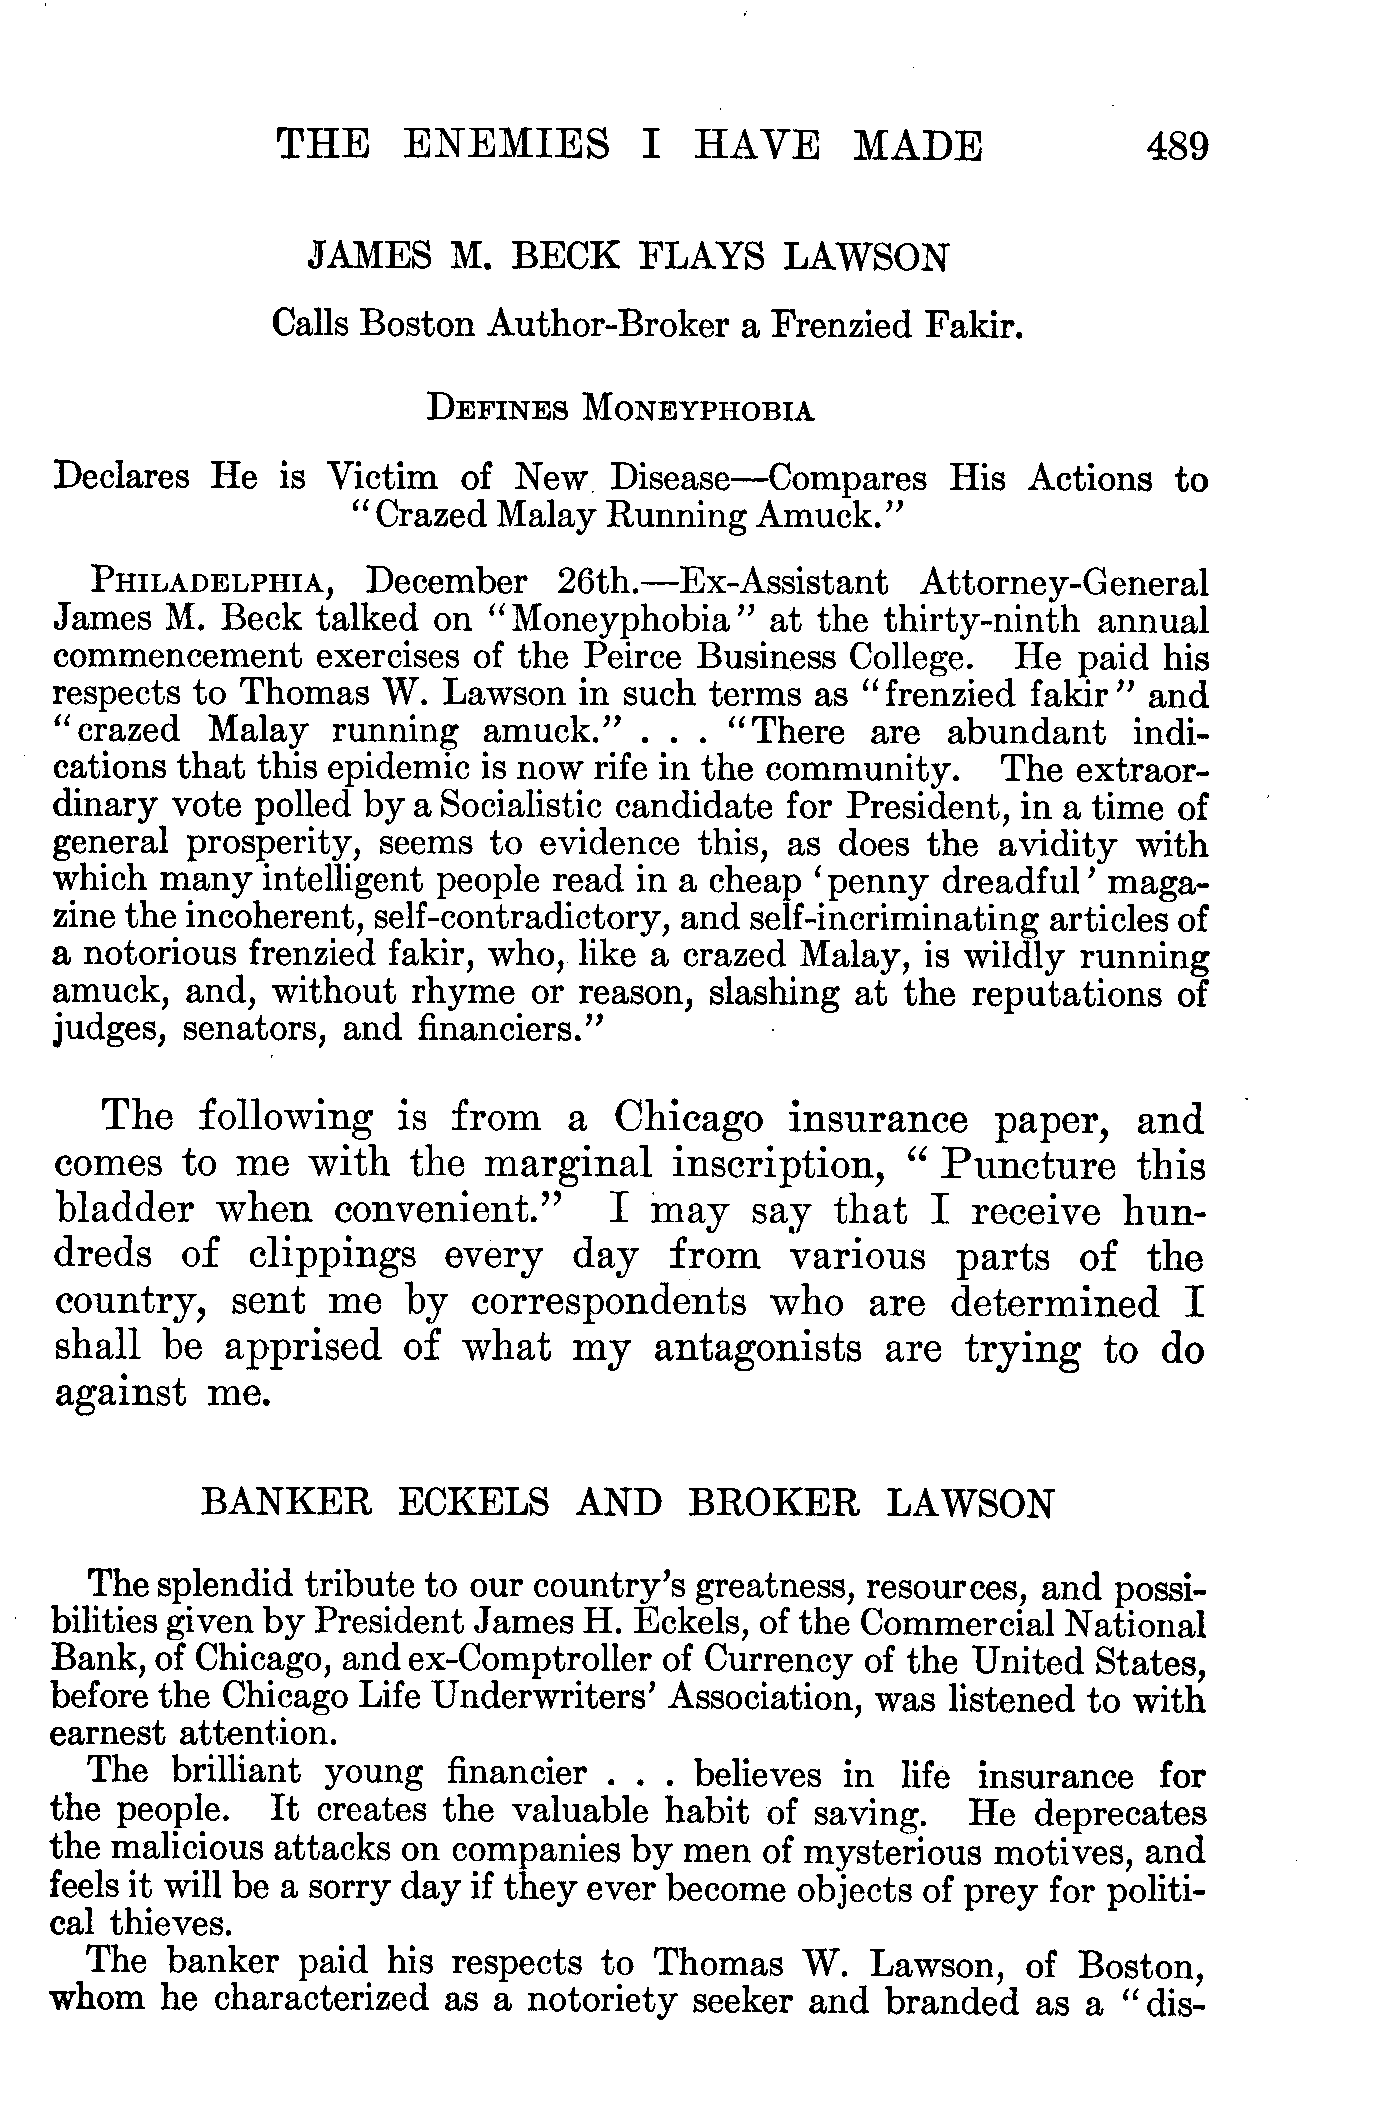 THE ENEMIES I HAVE MADE 489
JAMES M. BECK FLAYS LAWSON
Calls Boston Author-Broker a Frenzied Fakir.
DEFINES MONEYPHOBIA
Declares He is Victim of New Disease—Compares His Actions to
"Crazed Malay Running Amuck."
PHILADELPHIA, December 26th.—Ex-Assistant Attorney-General
James M. Beck talked on "Moneyphobia" at the thirty-ninth annual
commencement exercises of the Peirce Business College. He paid his
respects to Thomas W. Lawson in such terms as "frenzied fakir" and
"crazed Malay running amuck." . . . "There are abundant indi-
cations that this epidemic is now rife in the community. The extraor-
dinary vote polled by a Socialistic candidate for President, in a time of
general prosperity, seems to evidence this, as does the avidity with
which many intelligent people read in a cheap 'penny dreadful' maga-
zine the incoherent, self-contradictory, and self-incriminating articles of
a notorious frenzied fakir, who, like a crazed Malay, is wildly running
amuck, and, without rhyme or reason, slashing at the reputations of
judges, senators, and financiers."
The following is from a Chicago insurance paper, and
comes to me with the marginal inscription, "Puncture this
bladder when convenient." I may say that I receive hun-
dreds of clippings every day from various parts of the
country, sent me by correspondents who are determined I
shall be apprised of what my antagonists are trying to do
against me.
BANKER ECKELS AND BROKER LAWSON
The splendid tribute to our country's greatness, resources, and possi-
bilities given by President James H. Eckels, of the Commercial National
Bank, of Chicago, and ex-Comptroller of Currency of the United States,
before the Chicago Life Underwriters' Association, was listened to with
earnest attention.
The brilliant young financier . . . believes in life insurance for
the people. It creates the valuable habit of saving. He deprecates
the malicious attacks on companies by men of mysterious motives, and
feels it will be a sorry day if they ever become objects of prey for politi-
cal thieves.
The banker paid his respects to Thomas W. Lawson, of Boston,
whom he characterized as a notoriety seeker and branded as a "dis-